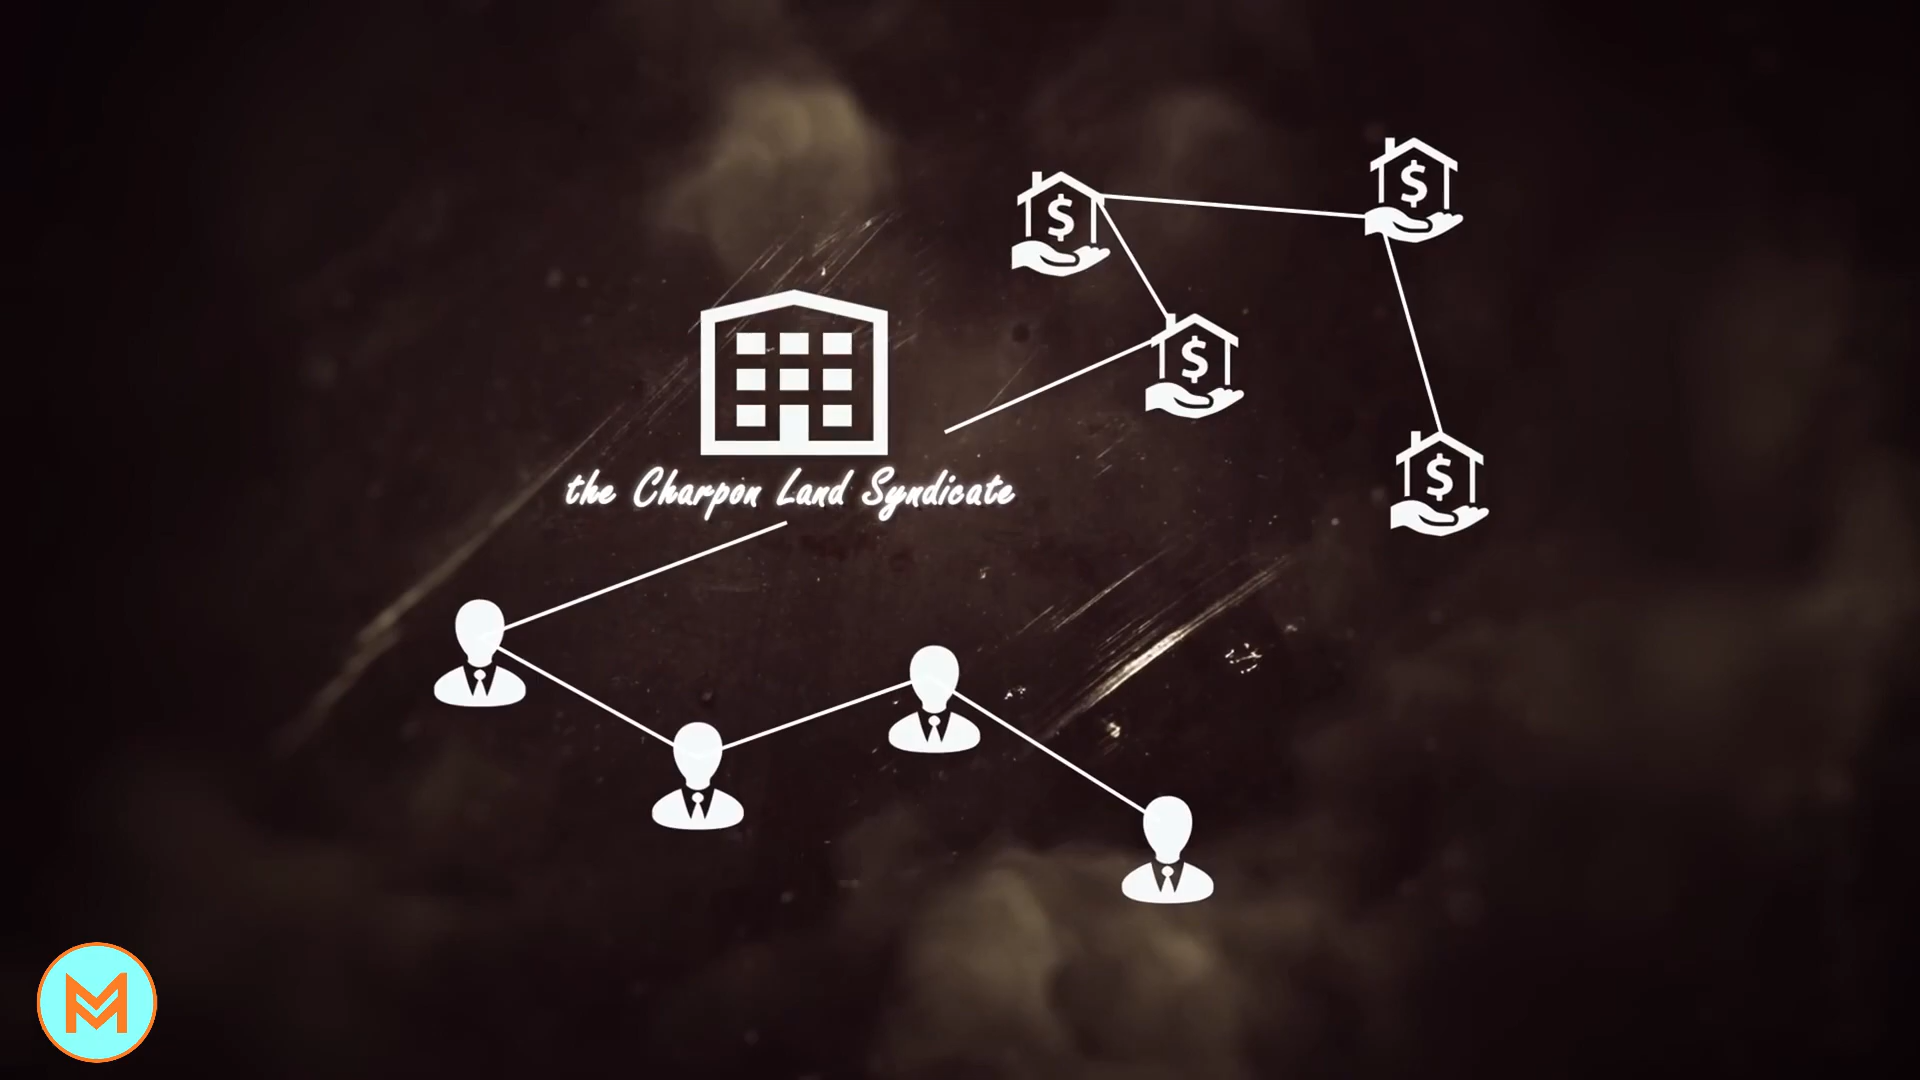 $
$
$
$
the Charpon Land Syndicate
M